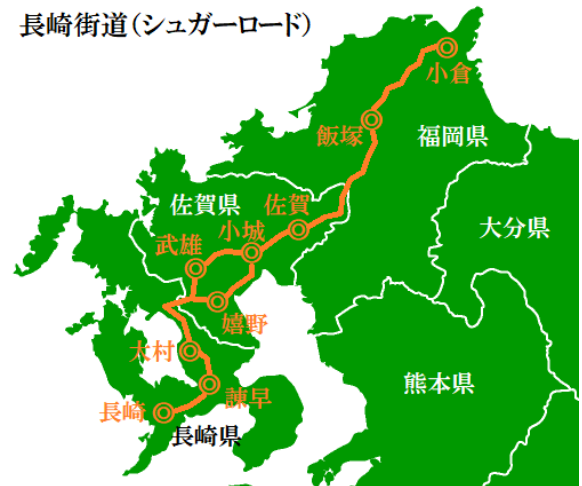 長崎街道（シュガーロード）
小倉
飯塚
福岡県
佐賀県
佐賀
小城
武雄
大分県
嬉野
大村
熊本県
諫早
長崎
長崎県